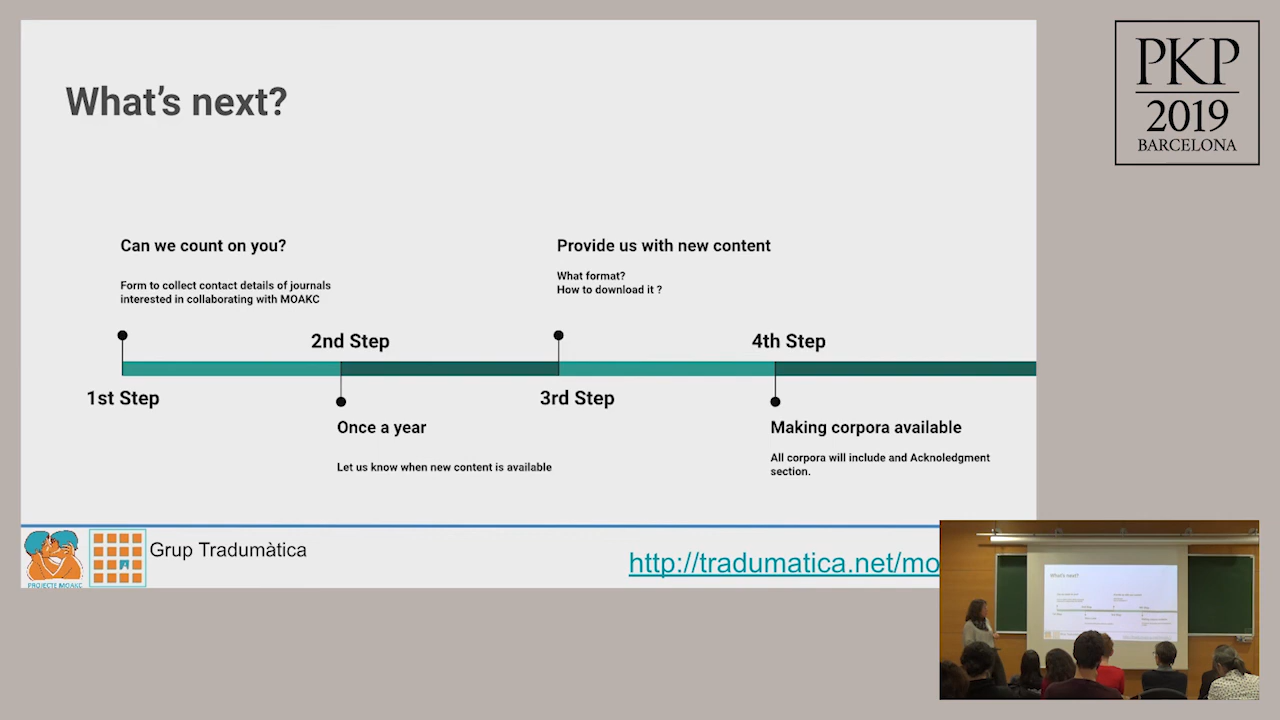 What's next?
Can we count on you?
Form to collect contact details of journals
interested in collaborating with MOAKC
Provide us with new content
What format?
How to download it ?
2nd Step
4th Step
1st Step
3rd Step
Once a year
Let us know when new content is available
Making corpora available
All corpora will include and Acknoledgment
section.
PROJECTE MOAKC
Grup Tradumàtica
http://tradumatica.net/mo
PKP
2019
BARCELONA
What's next?